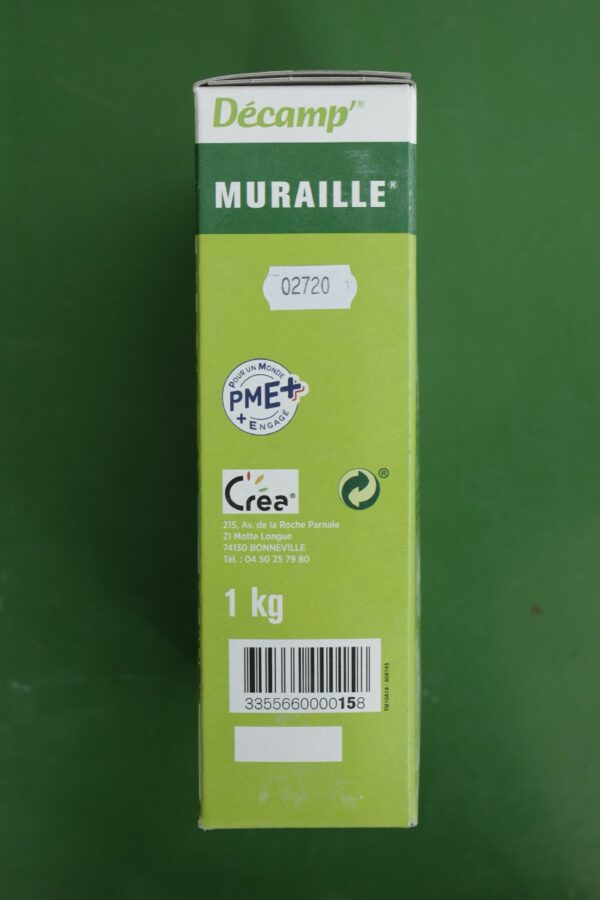 Décamp'®
MURAILLE®
02720
POUR UN MONDE
PME+
+ ENGAGÉ
Créa®
®
215, Av. de la Roche Parnale
ZI Motte Longue
74130 BONNEVILLE
Tél. : 04 50 25 79 80
1 kg
3355660000158